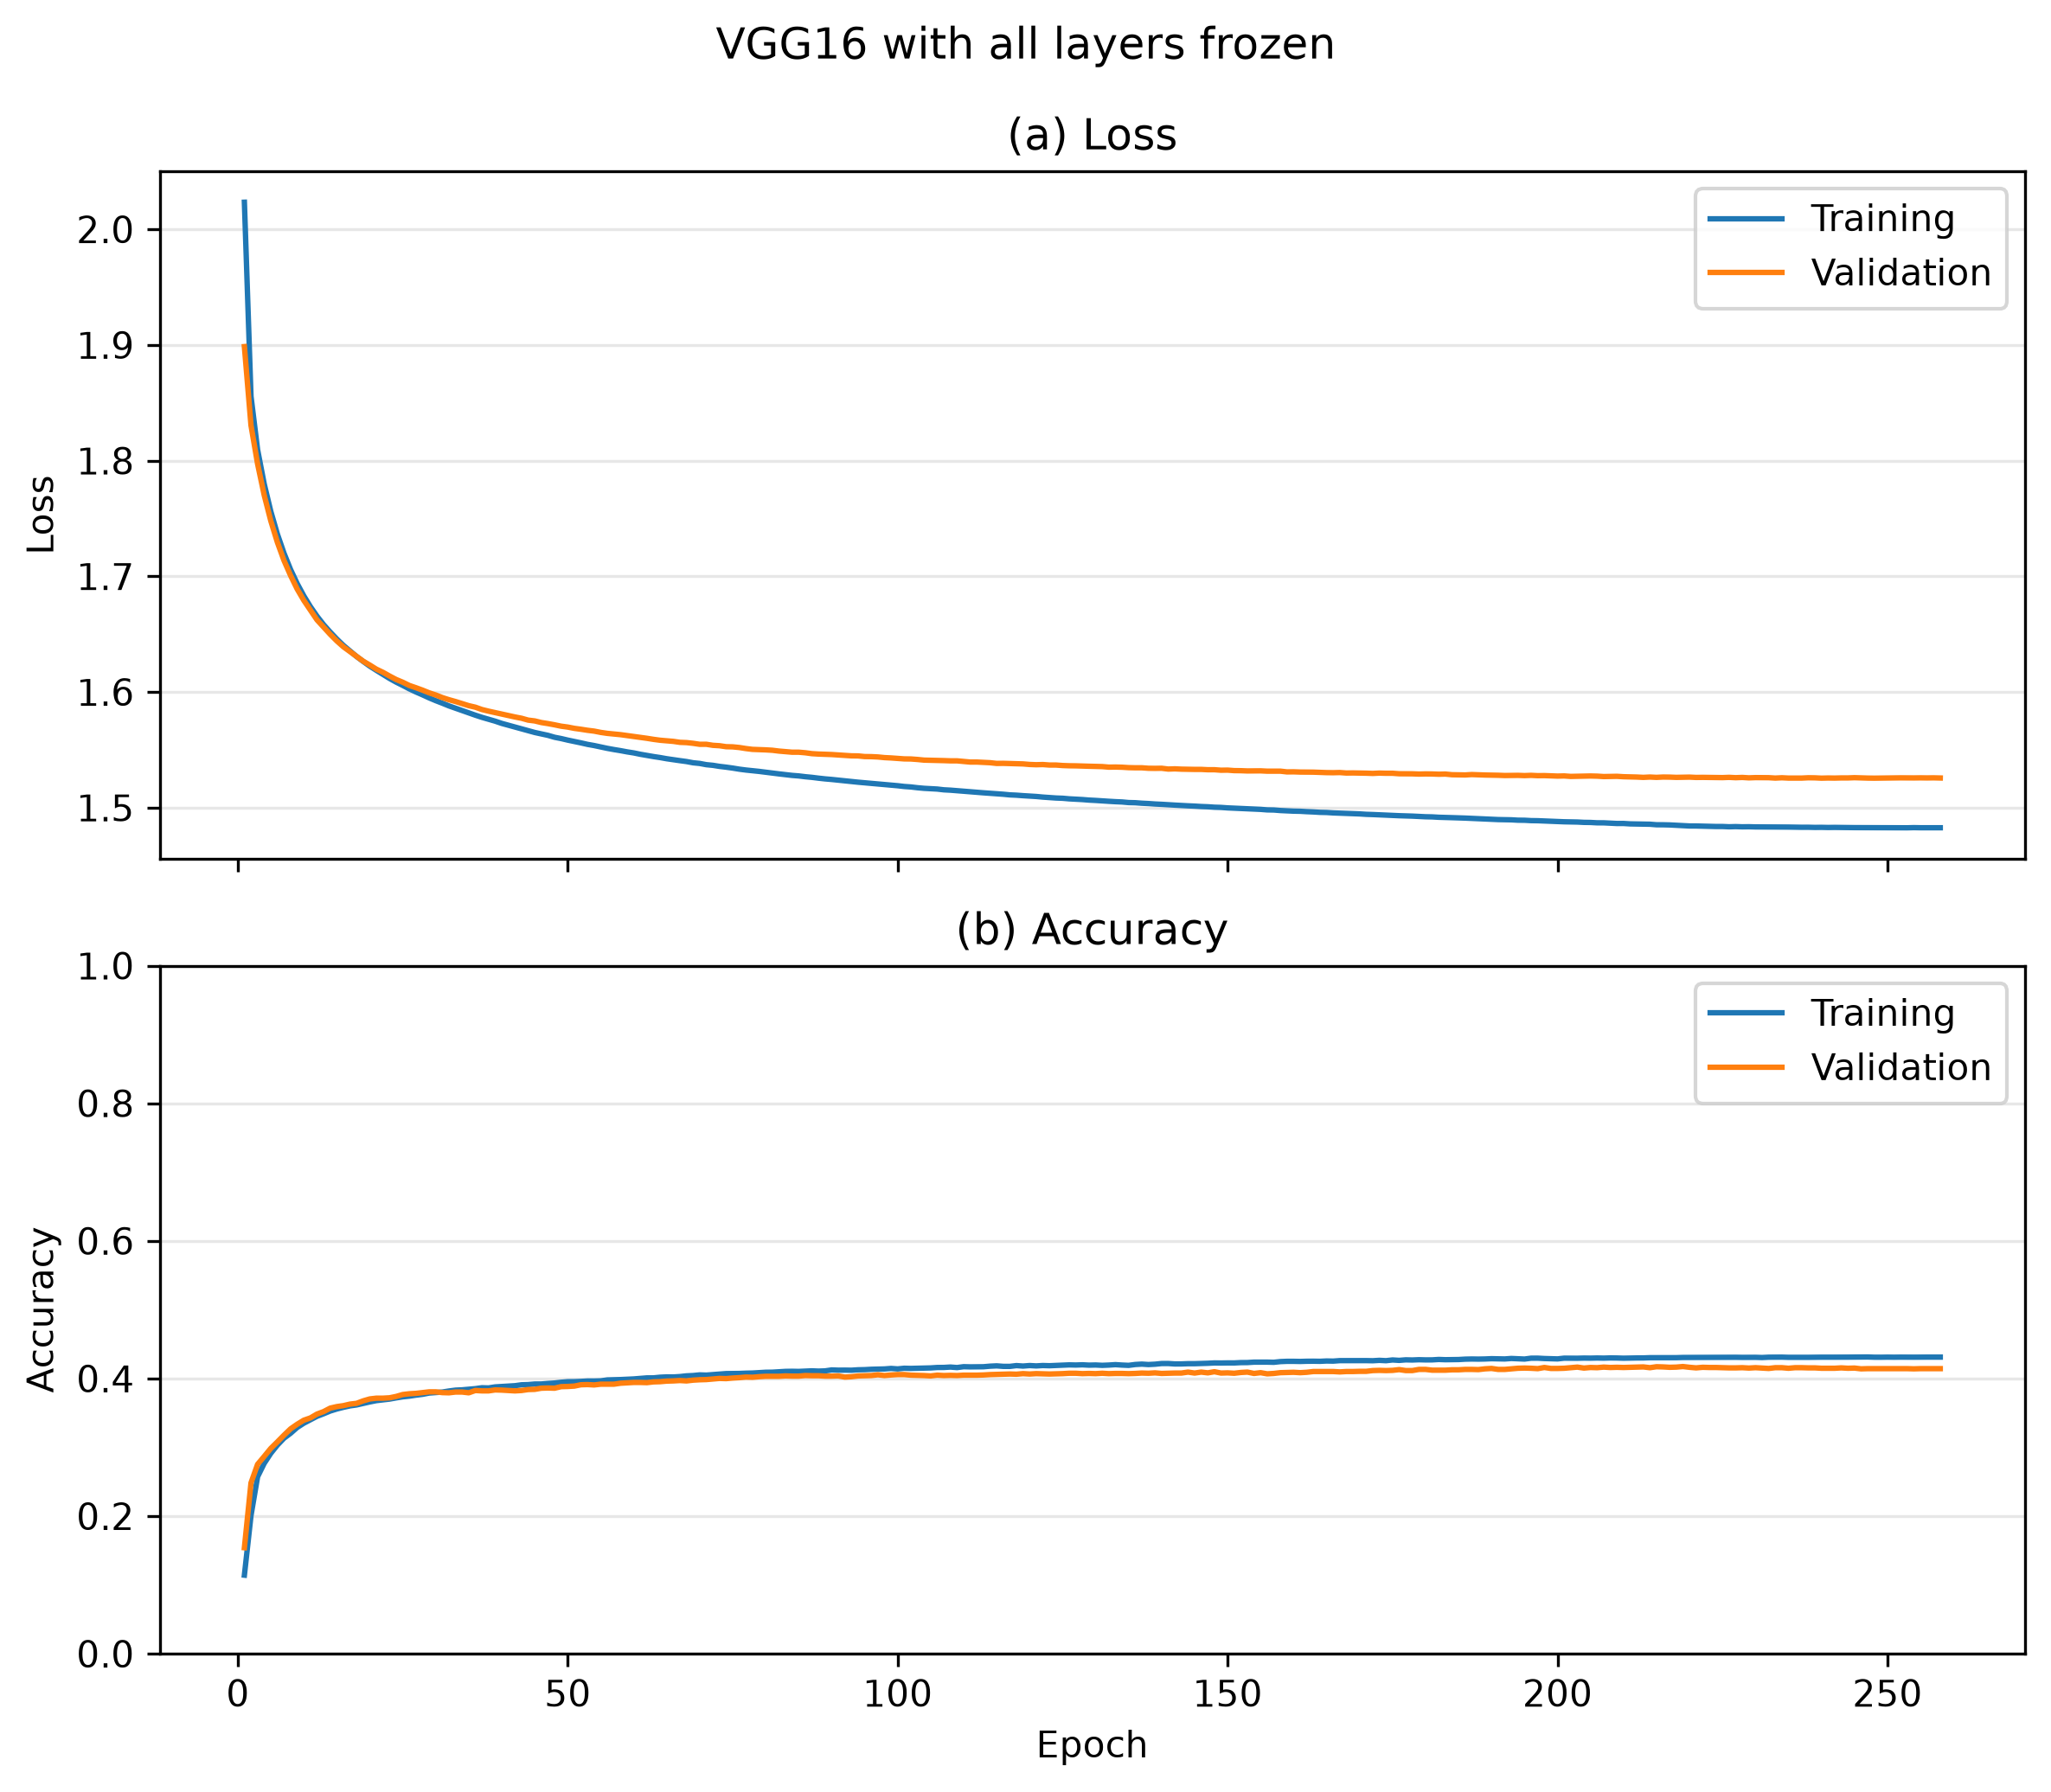 VGG16 with all layers frozen
(a) Loss
2.0
1.9
1.8
1.7
1.6
1.5
Loss
Training
Validation
(b) Accuracy
1.0
0.8
0.6
0.4
0.2
0.0
Accuracy
Training
Validation
0 50 100 150 200 250
Epoch